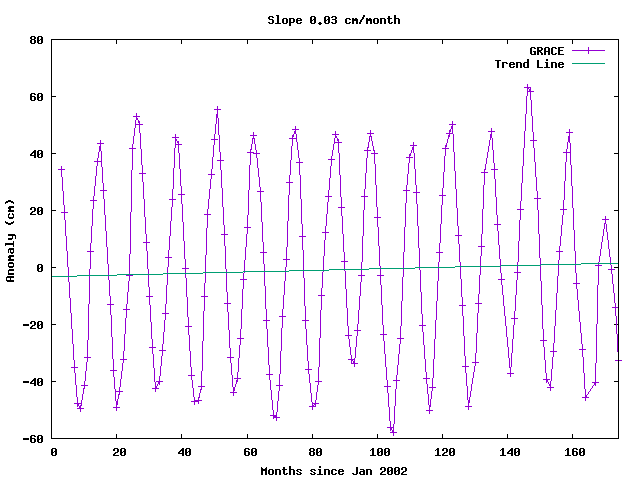 Slope 0.03 cm/month
80
60
40
20
0
-20
-40
-60
Anomaly (cm)
GRACE
Trend Line
0 20 40 60 80 100 120 140 160
Months since Jan 2002